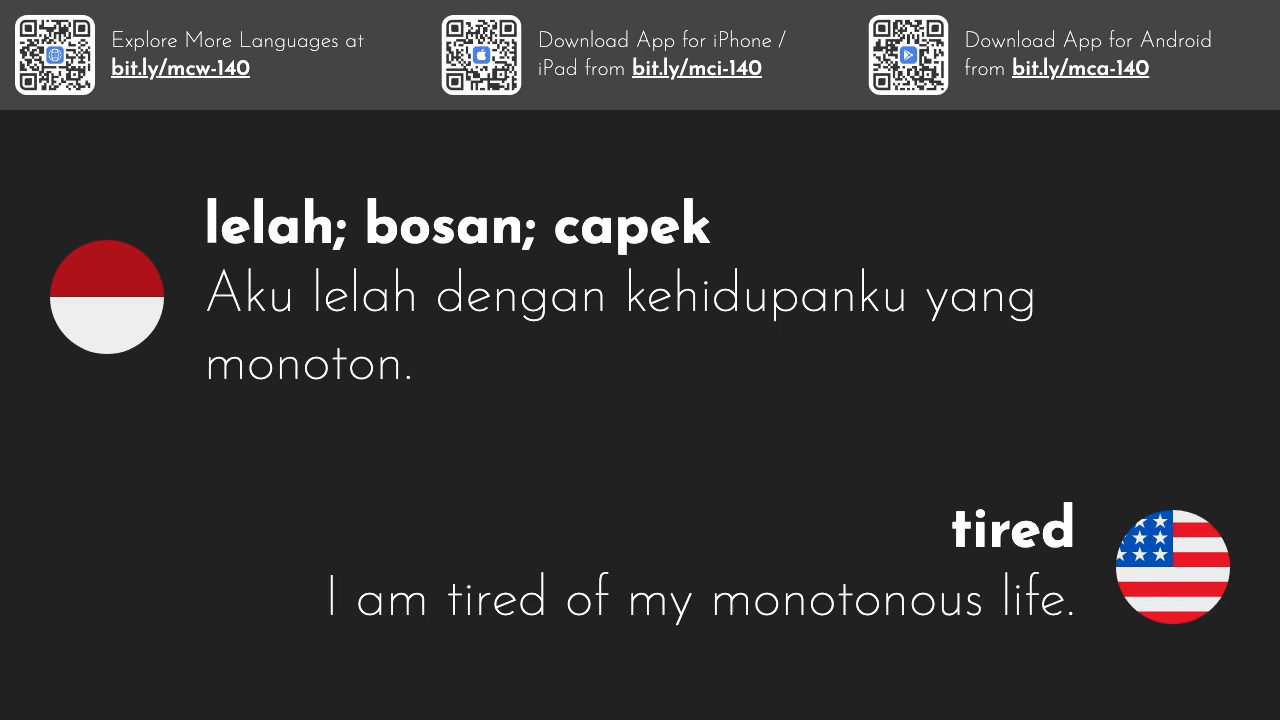 Explore More Languages at
bit.ly/mcw-140
Download App for iPhone /
iPad from bit.ly/mci-140
Download App for Android
from bit.ly/mca-140
lelah; bosan; capek
Aku lelah dengan kehidupanku yang
monoton.
tired
I am tired of my monotonous life.